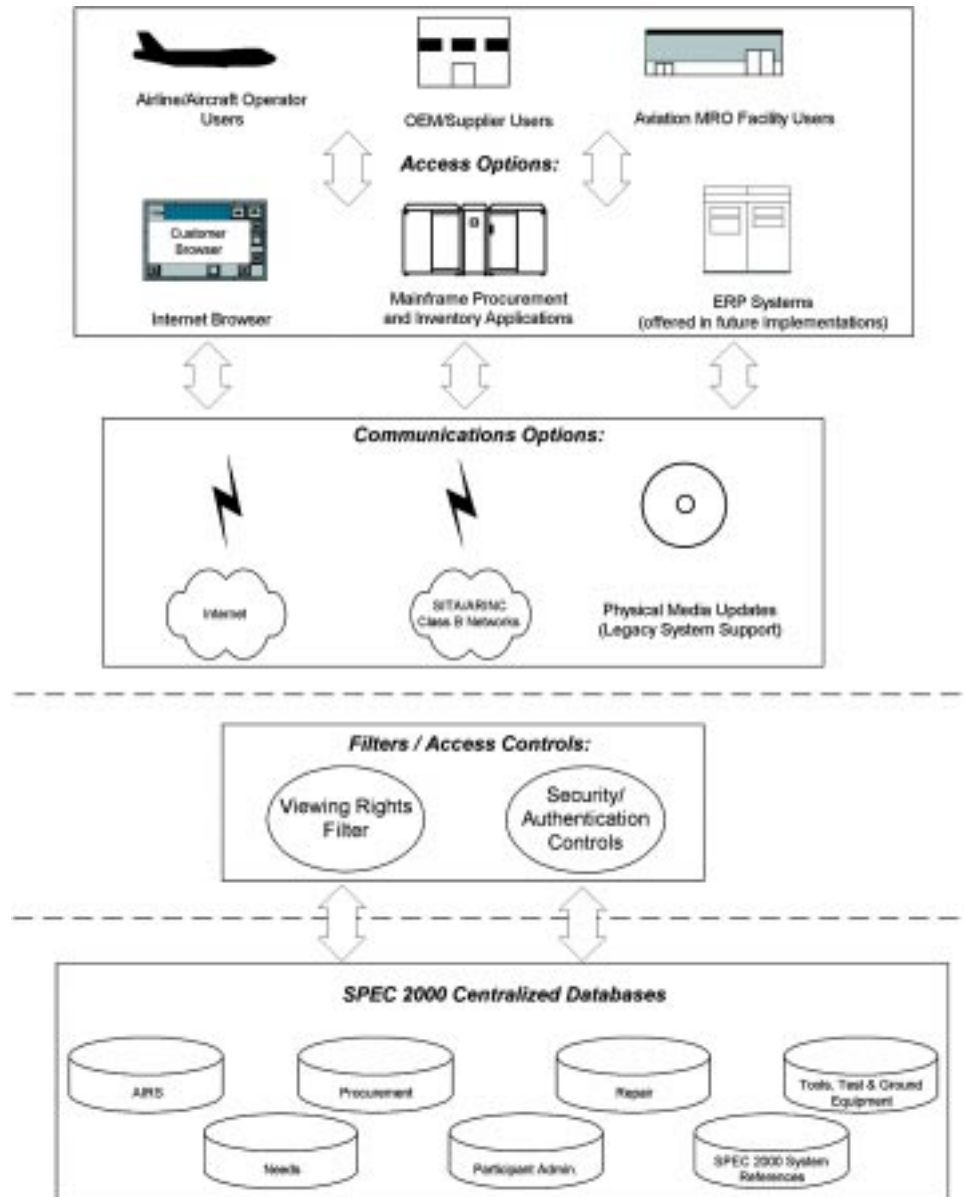 Airline/Aircraft Operator
Users
OEM/Supplier Users
Aviation MRO Facility Users
Access Options:
Customer
Browser
Internet Browser
Mainframe Procurement
and Inventory Applications
ERP Systems
(offered in future implementations)
Communications Options:
Internet
SITA/ARINC
Class B Networks
Physical Media Updates
(Legacy System Support)
Filters / Access Controls:
Viewing Rights
Filter
Security/
Authentication
Controls
SPEC 2000 Centralized Databases
AIRS
Procurement
Repair
Tools, Test & Ground
Equipment
Needs
Participant Admin.
SPEC 2000 System
References